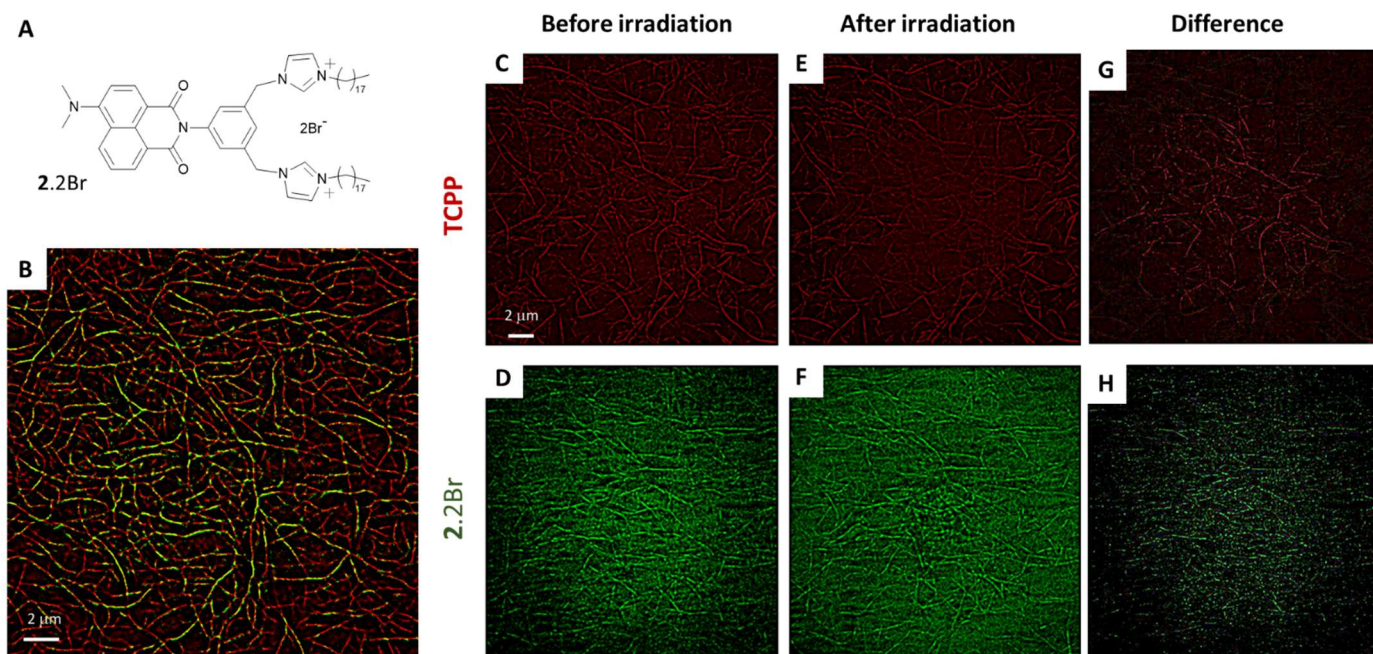 Before irradiation
After irradiation
Difference
A
O
N
N
O
N
N
+
17
2Br-
N
N
+
17
2.2Br
B
2 μm
TCPP
C
2 μm
E
G
2.2Br
D
F
H